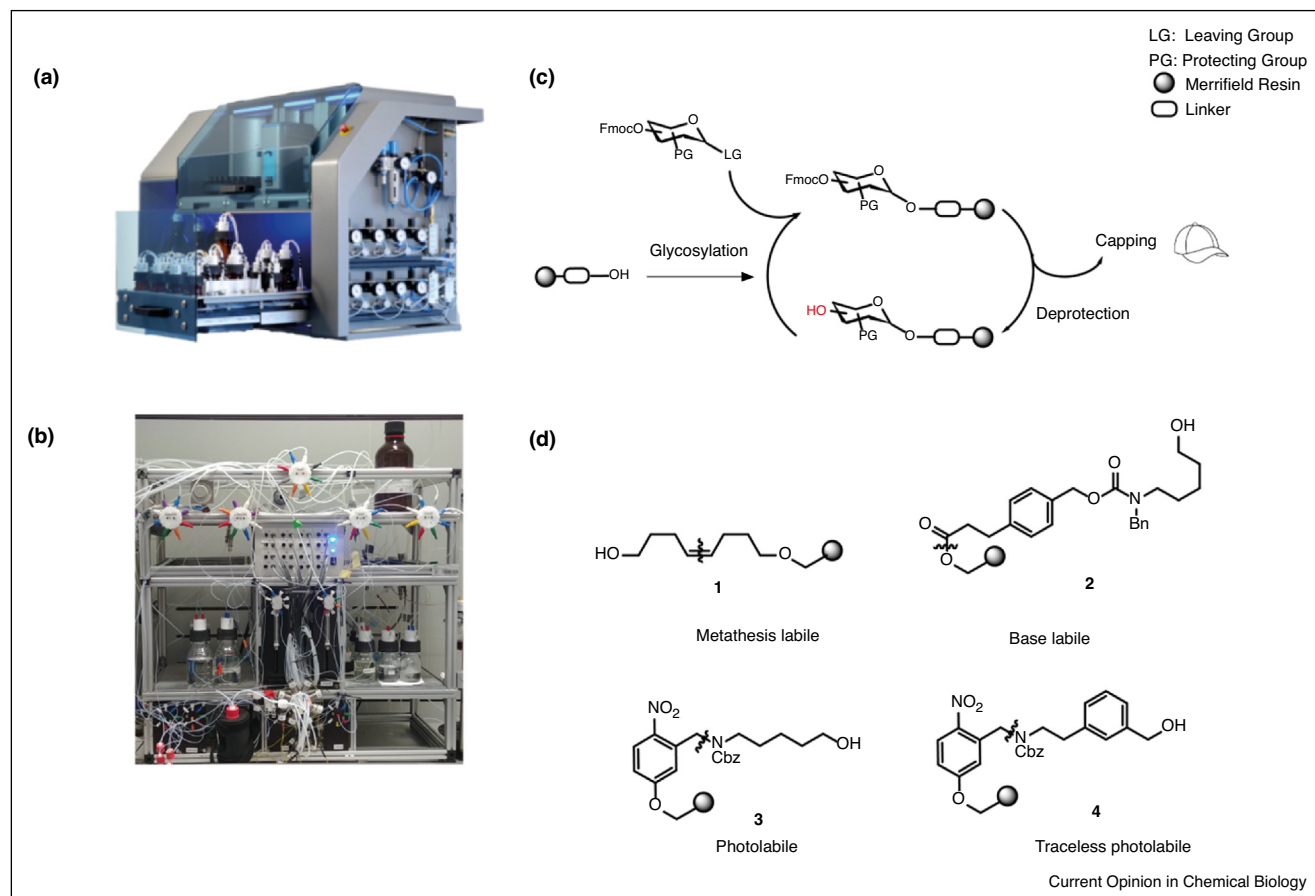 (a)
(b)
(c)
LG: Leaving Group
PG: Protecting Group
Merrifield Resin
Linker
O
FmocO
PG
LG
O
FmocO
PG
O
Glycosylation
OH
Capping
O
HO
PG
O
Deprotection
(d)
HO
O
1
Metathesis labile
OH
O
O
N
Bn
O
O
2
Base labile
NO2
N
Cbz
OH
O
3
Photolabile
NO2
N
Cbz
OH
O
4
Traceless photolabile
Current Opinion in Chemical Biology